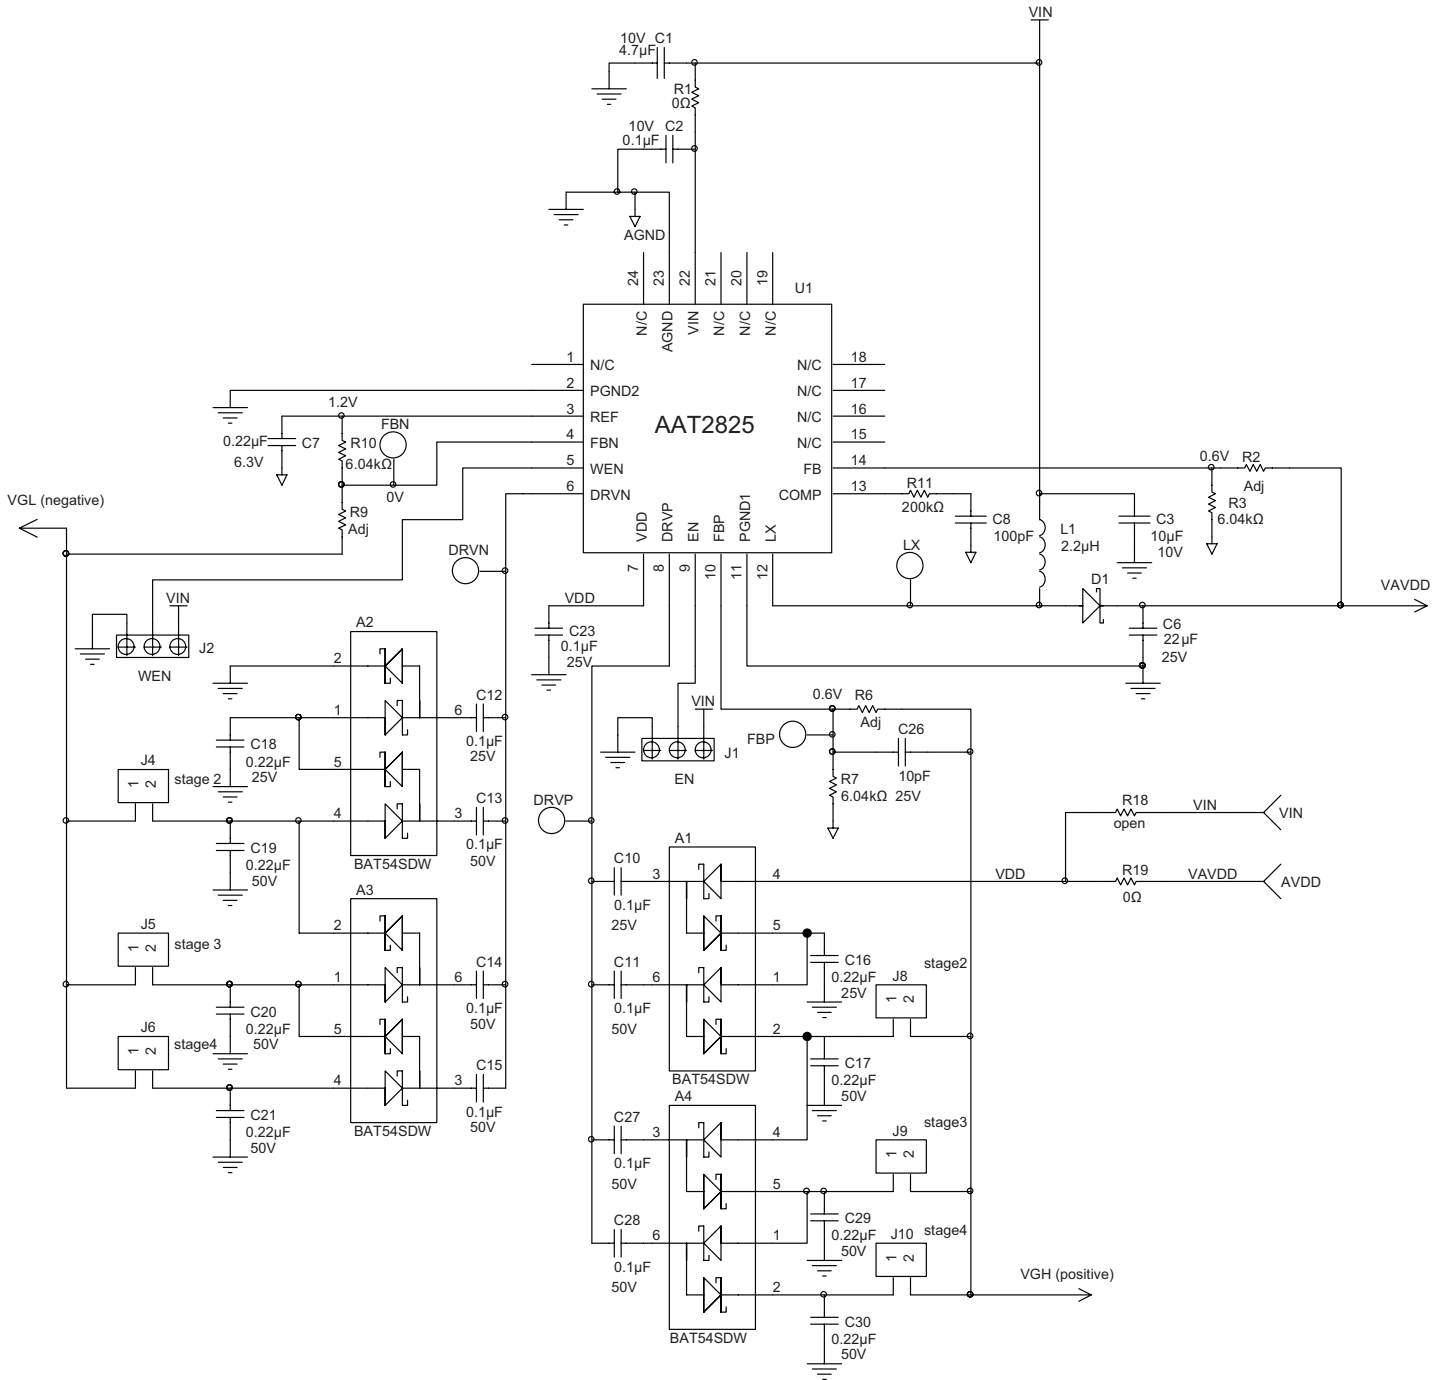 VIN
10V C1
4.7µF
R1
0Ω
10V C2
0.1µF
AGND
24
23
22
21
20
19
U1
N/C
AGND
VIN
N/C
N/C
N/C
1 N/C
2 PGND2
3 REF
4 FBN
5 WEN
6 DRVN
AAT2825
N/C 18
N/C 17
N/C 16
N/C 15
FB 14
COMP 13
VDD
DRVP
EN
FBP
PGND1
LX
7
8
9
10
11
12
1.2V
FBN
0.22µF C7
6.3V
R10
6.04kΩ
0V
R9
Adj
VGL (negative)
DRVN
0.6V R2
Adj
R3
6.04kΩ
R11
200kΩ
C8
100pF
LX
L1
2.2µH
C3
10µF
10V
D1
VAVDD
C6
22µF
25V
VIN
J2
WEN
VDD
C23
0.1µF
25V
A2
2
1
6
5
4
3
BAT54SDW
C12
0.1µF
25V
C13
0.1µF
50V
C18
0.22µF
25V
J4
1 2
stage 2
C19
0.22µF
50V
VIN
J1
EN
0.6V R6
Adj
FBP
C26
10pF
25V
R7
6.04kΩ
DRVP
R18
open
VIN
VIN
VDD
R19
0Ω
VAVDD
AVDD
A3
2
1
6
5
4
3
BAT54SDW
J5
1 2
stage 3
C20
0.22µF
50V
J6
1 2
stage4
C21
0.22µF
50V
C14
0.1µF
50V
C15
0.1µF
50V
A1
3
4
5
6
1
2
BAT54SDW
C10
0.1µF
25V
C11
0.1µF
50V
C16
0.22µF
25V
stage2
J8
1 2
C17
0.22µF
50V
A4
3
4
5
6
1
2
BAT54SDW
C27
0.1µF
50V
C28
0.1µF
50V
stage3
J9
1 2
C29
0.22µF
50V
stage4
J10
1 2
VGH (positive)
C30
0.22µF
50V